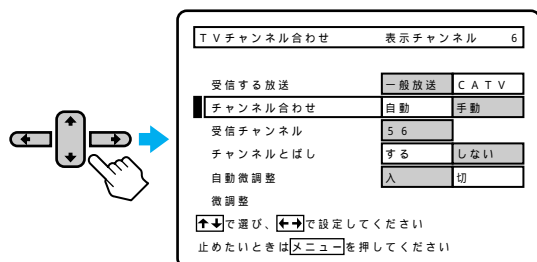 TVチャンネル合わせ 表示チャンネル 6
受信する放送 一般放送 CATV
チャンネル合わせ 自動 手動
受信チャンネル 56
チャンネルとばし する しない
自動微調整 入 切
微調整
↑↓で選び、←→で設定してください
止めたいときはメニューを押してください